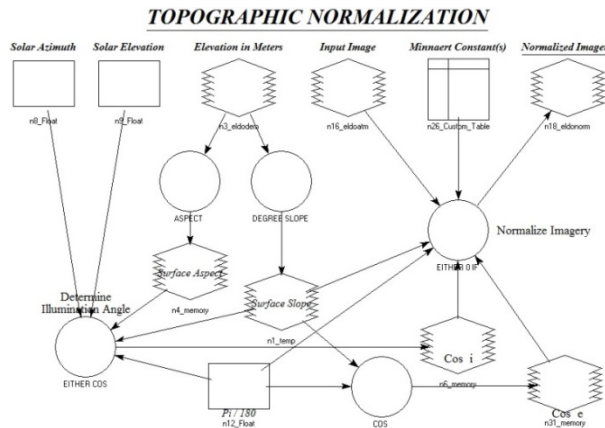 TOPOGRAPHIC NORMALIZATION
Solar Azimuth Solar Elevation Elevation in Meters Input Image Minnaert Constant(s) Normalized Image
n8_Float n9_Float n3_eldodem n16_eldoatm n26_Custom_Table n18_eldonorm
ASPECT DEGREE SLOPE
Normalize Imagery
EITHER 0 IF
Surface Aspect
Surface Slope
n4_memory
Determine
Illumination Angle
n1_temp
EITHER COS
Cos i
n6_memory
Pi / 180
n12_Float
COS
Cos e
n31_memory